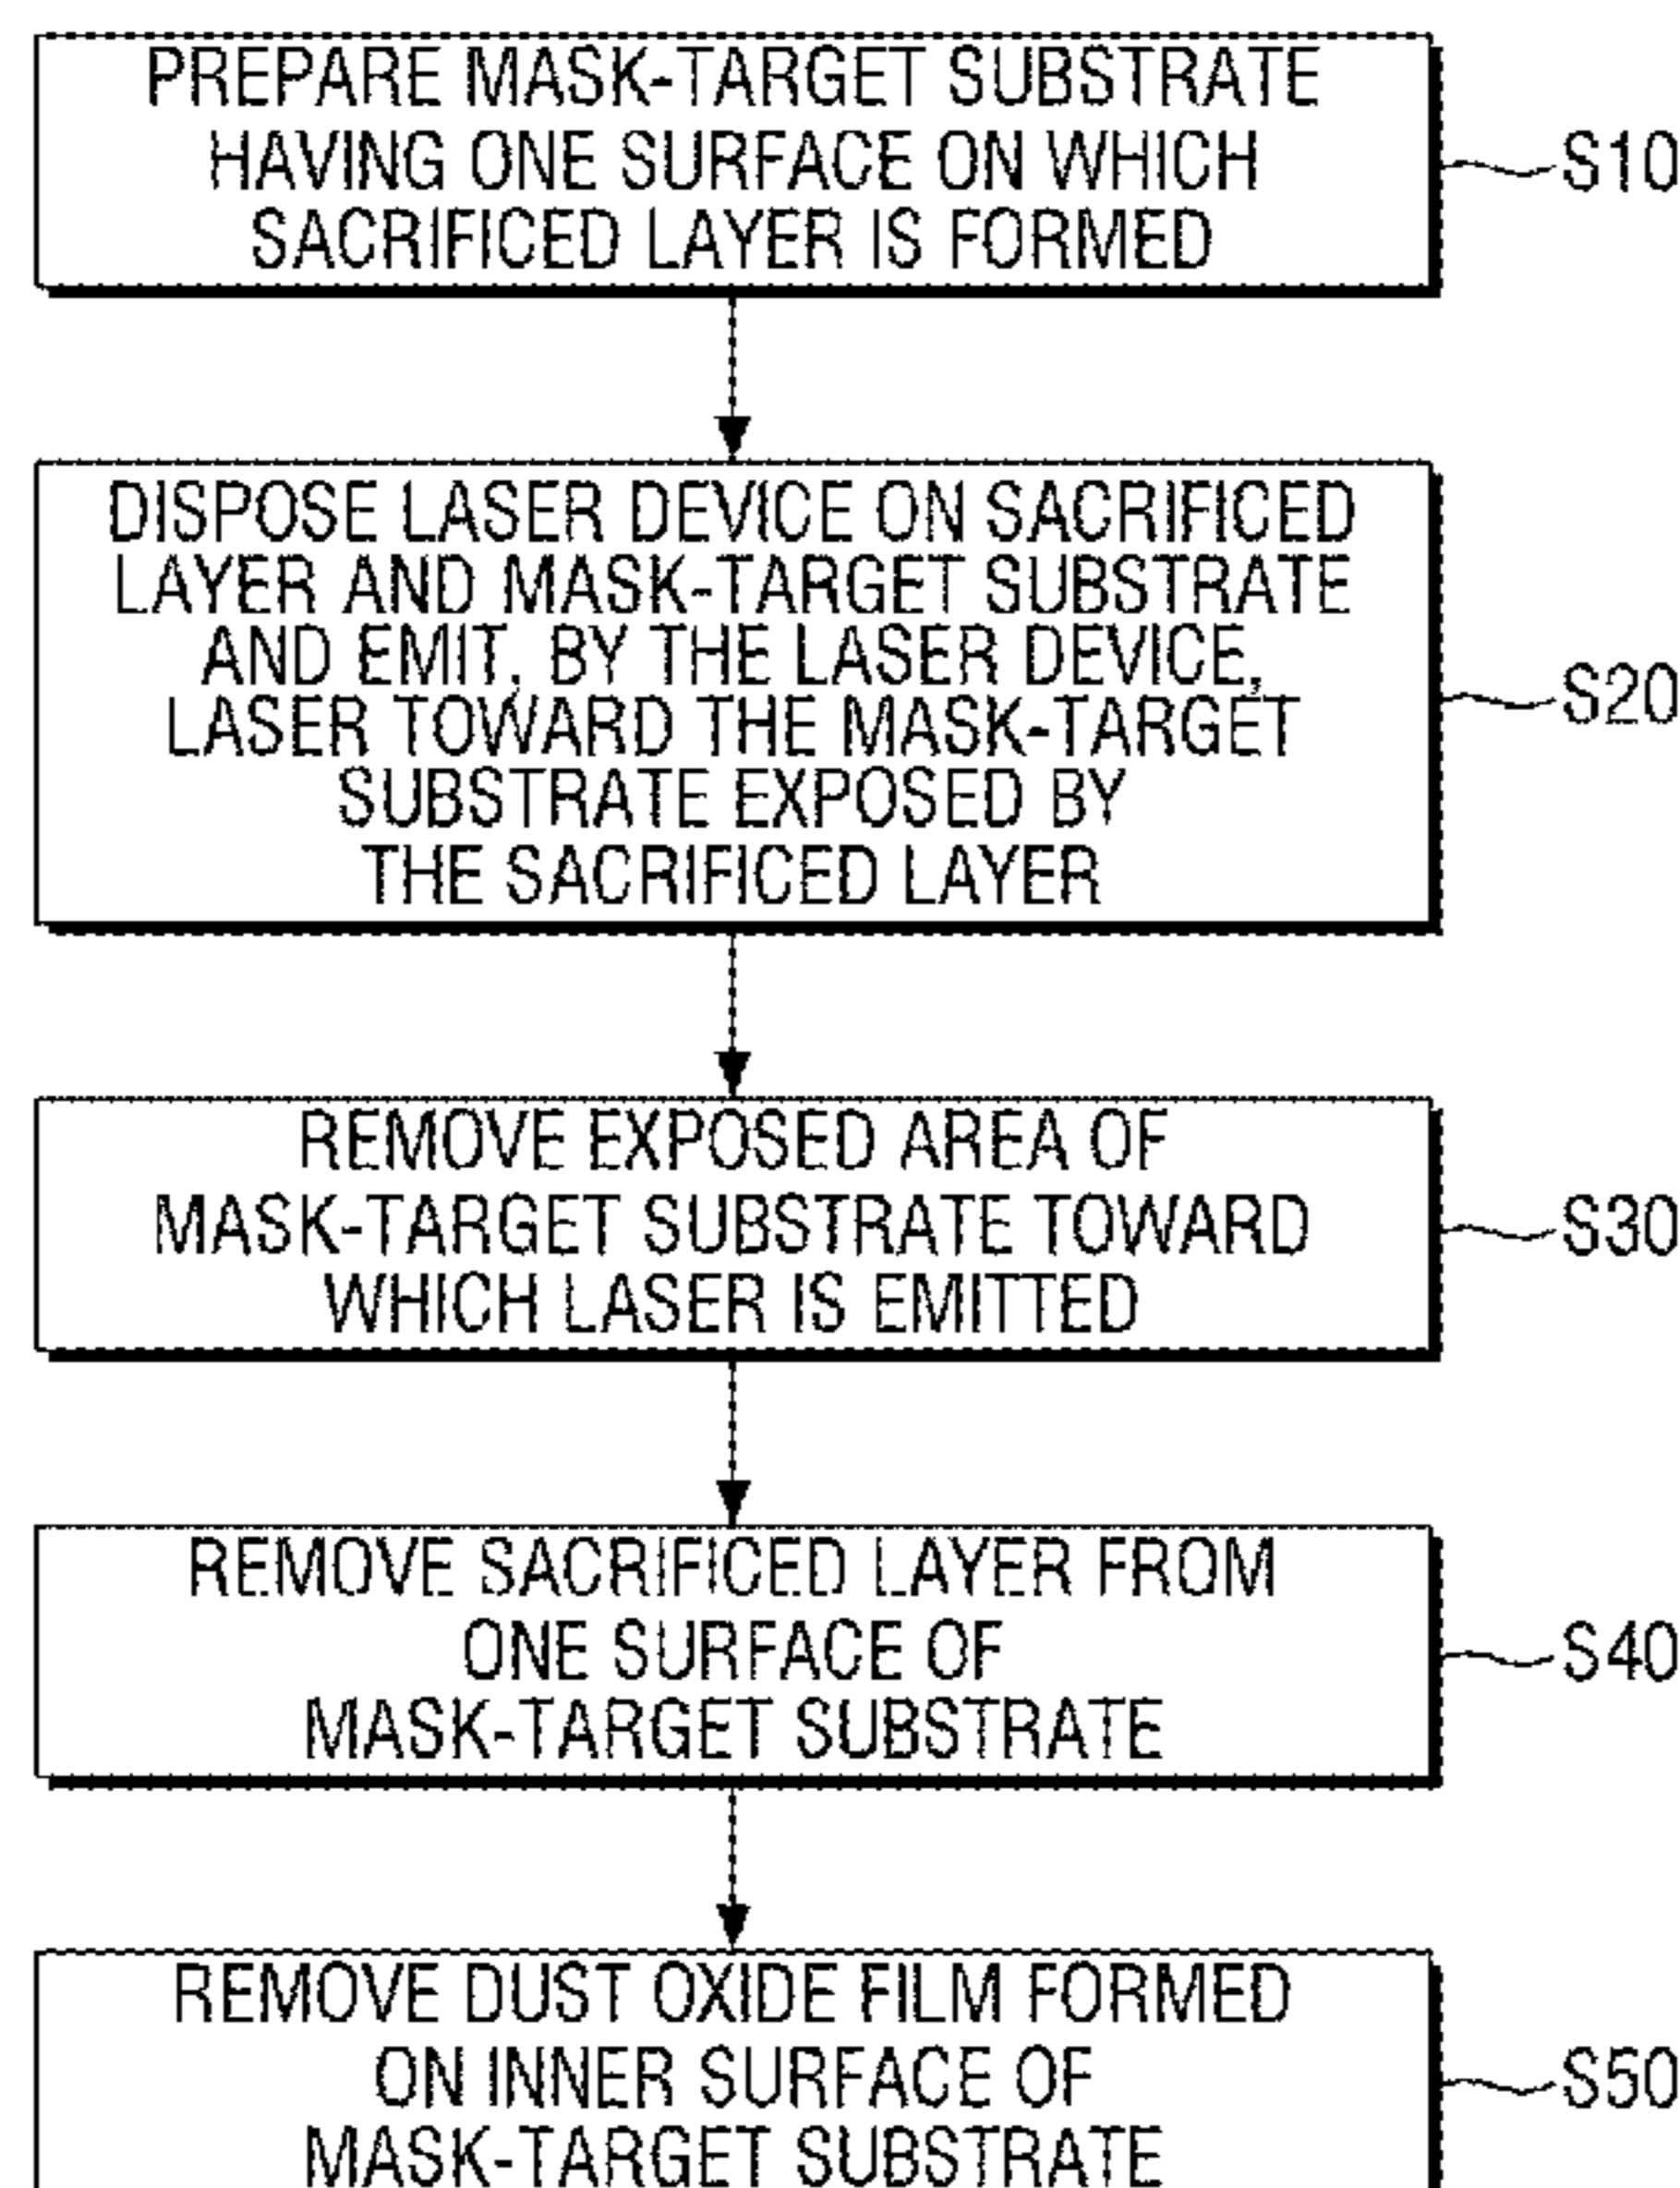 PREPARE MASK-TARGET SUBSTRATE
HAVING ONE SURFACE ON WHICH
SACRIFICED LAYER IS FORMED
S10
DISPOSE LASER DEVICE ON SACRIFICED
LAYER AND MASK-TARGET SUBSTRATE
AND EMIT, BY THE LASER DEVICE,
LASER TOWARD THE MASK-TARGET
SUBSTRATE EXPOSED BY
THE SACRIFICED LAYER
S20
REMOVE EXPOSED AREA OF
MASK-TARGET SUBSTRATE TOWARD
WHICH LASER IS EMITTED
S30
REMOVE SACRIFICED LAYER FROM
ONE SURFACE OF
MASK-TARGET SUBSTRATE
S40
REMOVE DUST OXIDE FILM FORMED
ON INNER SURFACE OF
MASK-TARGET SUBSTRATE
S50